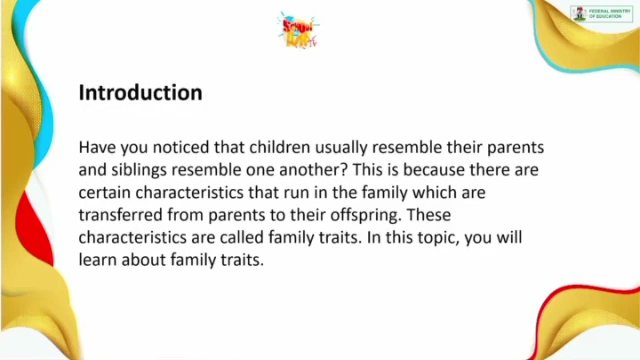 FEDERAL MINISTRY
OF EDUCATION
Introduction
Have you noticed that children usually resemble their parents
and siblings resemble one another? This is because there are
certain characteristics that run in the family which are
transferred from parents to their offspring. These
characteristics are called family traits. In this topic, you will
learn about family traits.